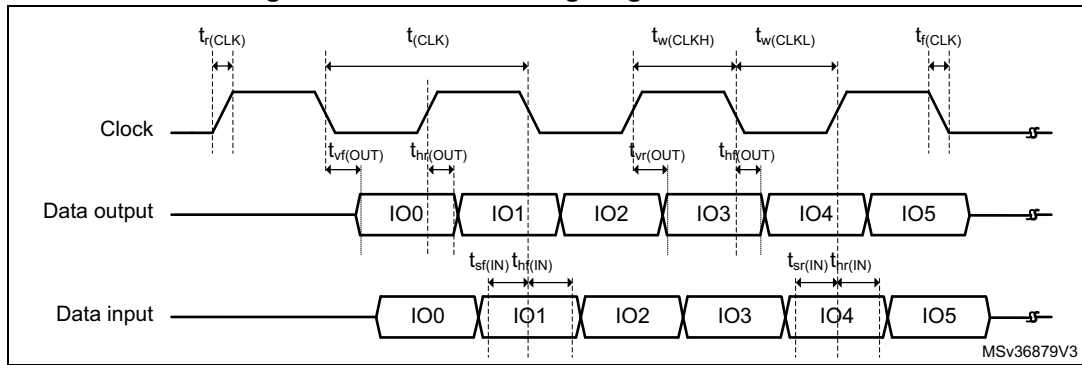 tr(CLK) t(CLK) tw(CLKH) tw(CLKL) tf(CLK)
Clock
tvf(OUT) thr(OUT) tvr(OUT) thf(OUT)
Data output IO0 IO1 IO2 IO3 IO4 IO5
tsf(IN) thf(IN) tsr(IN) thr(IN)
Data input IO0 IO1 IO2 IO3 IO4 IO5
MSv36879V3